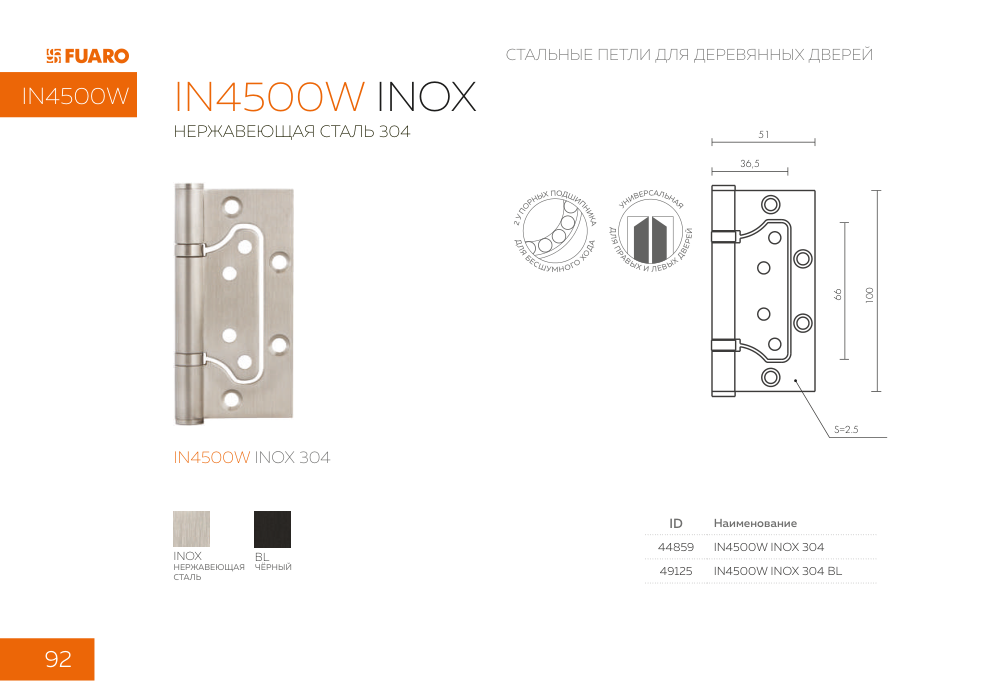 FUARO
СТАЛЬНЫЕ ПЕТЛИ ДЛЯ ДЕРЕВЯННЫХ ДВЕРЕЙ
IN4500W
IN4500W INOX
НЕРЖАВЕЮЩАЯ СТАЛЬ 304
2 УПОРНЫХ ПОДШИПНИКА
ДЛЯ БЕСШУМНОГО ХОДА
УНИВЕРСАЛЬНАЯ
ДЛЯ ПРАВЫХ И ЛЕВЫХ ДВЕРЕЙ
51
36,5
66
100
S=2.5
IN4500W INOX 304
INOX
НЕРЖАВЕЮЩАЯ
СТАЛЬ
BL
ЧЁРНЫЙ
ID Наименование
44859 IN4500W INOX 304
49125 IN4500W INOX 304 BL
92